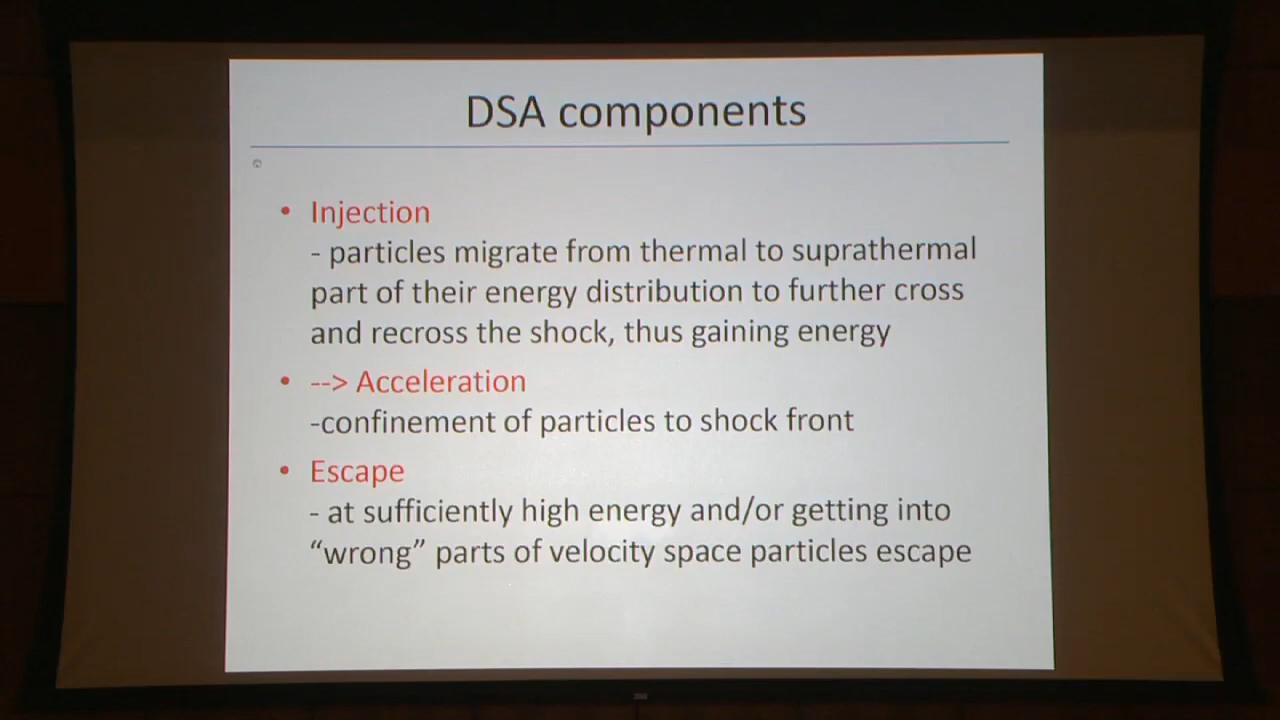 DSA components
• Injection
- particles migrate from thermal to suprathermal
part of their energy distribution to further cross
and recross the shock, thus gaining energy
• --> Acceleration
-confinement of particles to shock front
• Escape
- at sufficiently high energy and/or getting into
“wrong” parts of velocity space particles escape